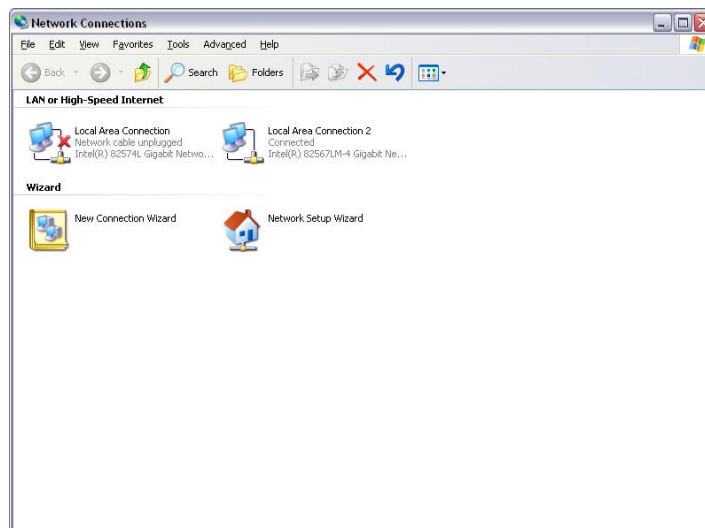 Network Connections
File Edit View Favorites Tools Advanced Help
Back Search Folders
LAN or High-Speed Internet
Local Area Connection
Network cable unplugged
Intel(R) 82574L Gigabit Netwo...
Local Area Connection 2
Connected
Intel(R) 82567LM-4 Gigabit Ne...
Wizard
New Connection Wizard
Network Setup Wizard